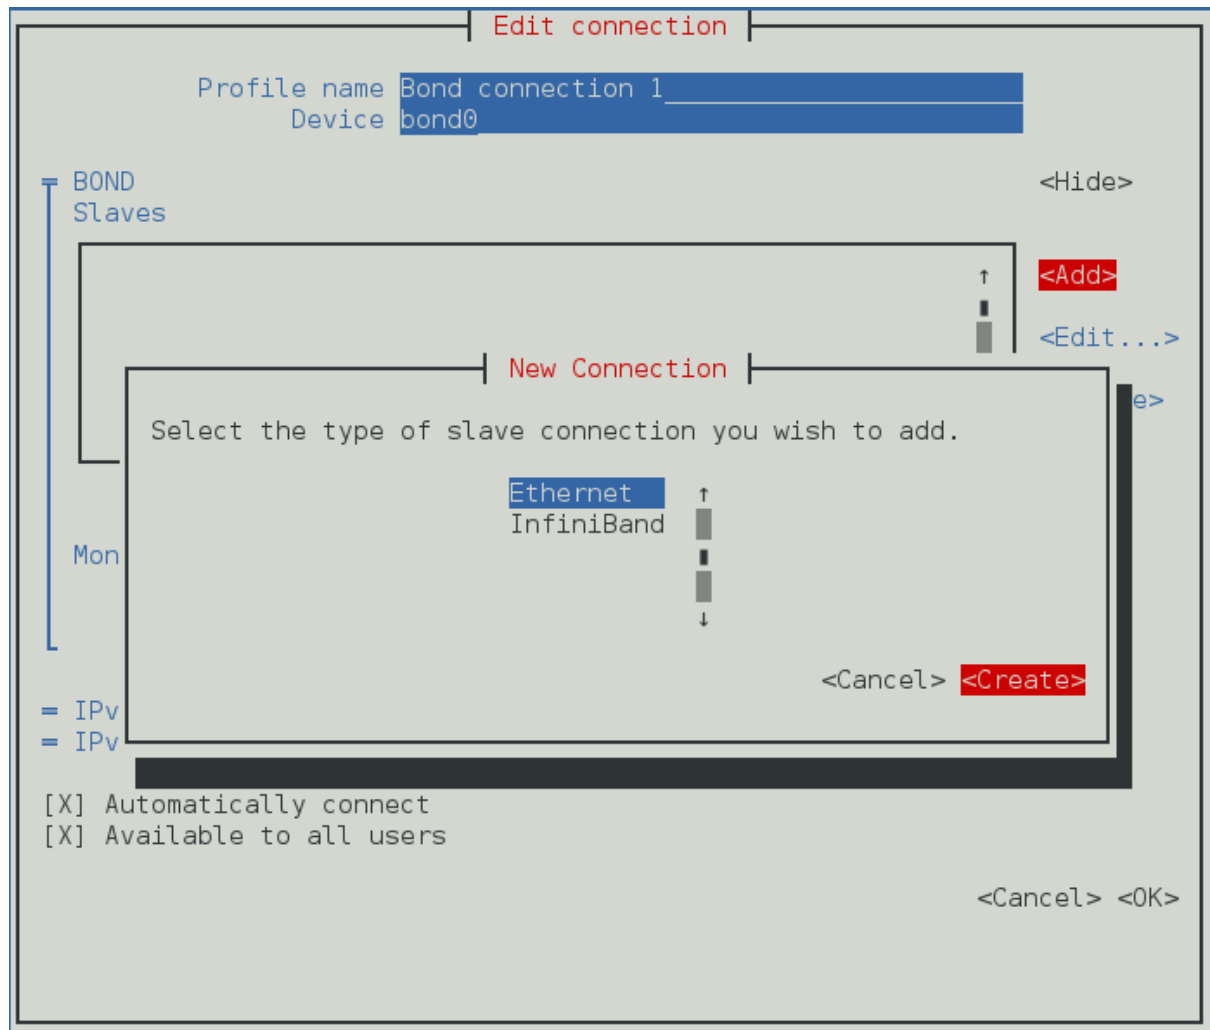 Edit connection
Profile name Bond connection 1
Device bond0
BOND <Hide>
Slaves
<Add>
<Edit...>
New Connection
e>
Select the type of slave connection you wish to add.
Ethernet
InfiniBand
Mon
<Cancel> <Create>
= IPv
= IPv
[X] Automatically connect
[X] Available to all users
<Cancel> <OK>